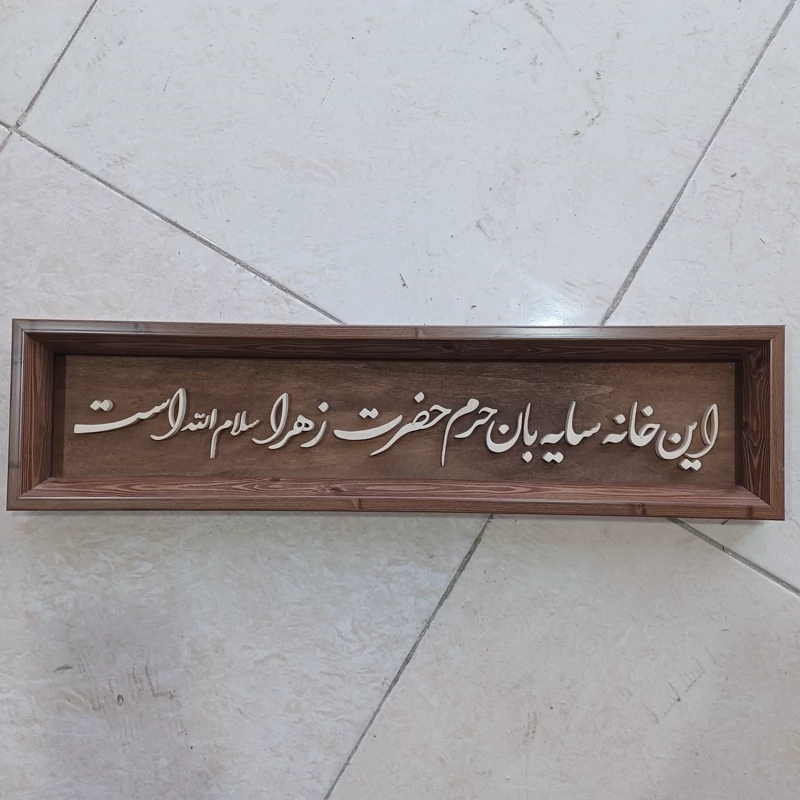 این خانه سایه بان حرم حضرت زهرا سلام الله است